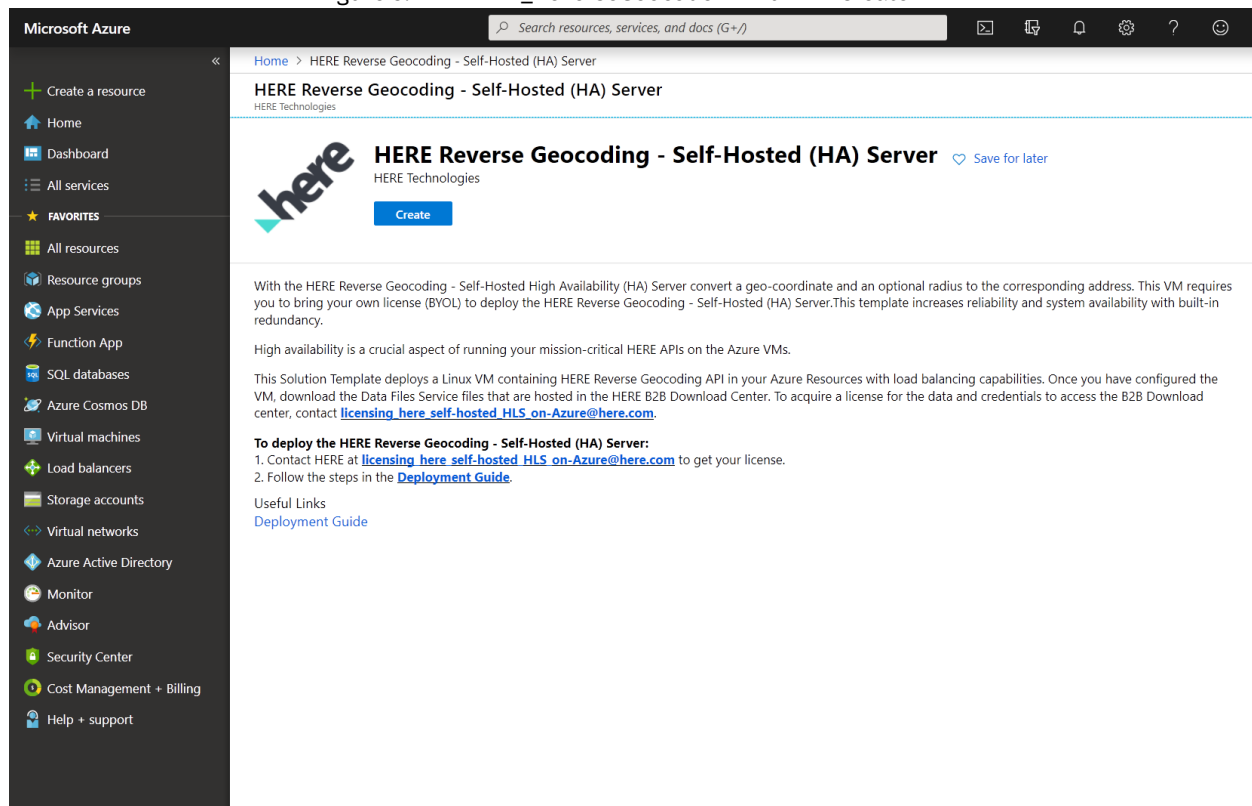 Microsoft Azure
Search resources, services, and docs (G+/)
«
Create a resource
Home
Dashboard
All services
FAVORITES
All resources
Resource groups
App Services
Function App
SQL databases
Azure Cosmos DB
Virtual machines
Load balancers
Storage accounts
Virtual networks
Azure Active Directory
Monitor
Advisor
Security Center
Cost Management + Billing
Help + support
Home > HERE Reverse Geocoding - Self-Hosted (HA) Server
HERE Reverse Geocoding - Self-Hosted (HA) Server
HERE Technologies
here
HERE Reverse Geocoding - Self-Hosted (HA) Server
Save for later
HERE Technologies
Create
With the HERE Reverse Geocoding - Self-Hosted High Availability (HA) Server convert a geo-coordinate and an optional radius to the corresponding address. This VM requires
you to bring your own license (BYOL) to deploy the HERE Reverse Geocoding - Self-Hosted (HA) Server.This template increases reliability and system availability with built-in
redundancy.
High availability is a crucial aspect of running your mission-critical HERE APIs on the Azure VMs.
This Solution Template deploys a Linux VM containing HERE Reverse Geocoding API in your Azure Resources with load balancing capabilities. Once you have configured the
VM, download the Data Files Service files that are hosted in the HERE B2B Download Center. To acquire a license for the data and credentials to access the B2B Download
center, contact licensing_here_self-hosted_HLS_on-Azure@here.com.
To deploy the HERE Reverse Geocoding - Self-Hosted (HA) Server:
1. Contact HERE at licensing_here_self-hosted_HLS_on-Azure@here.com to get your license.
2. Follow the steps in the Deployment Guide.
Useful Links
Deployment Guide